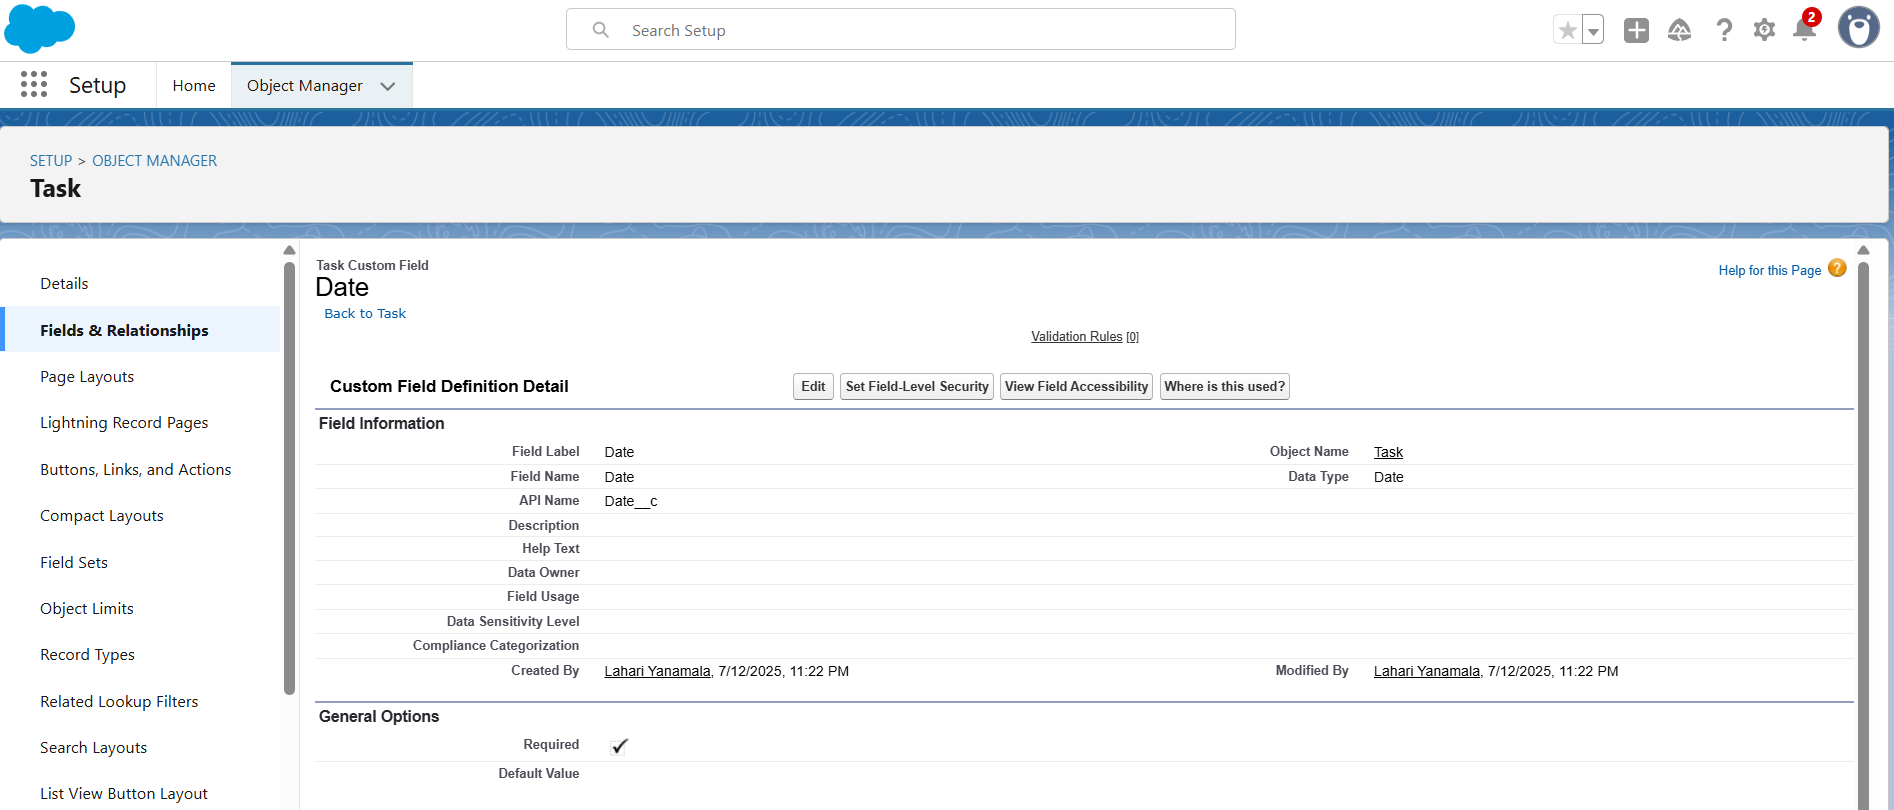 Search Setup
2
Setup
Home
Object Manager
SETUP > OBJECT MANAGER
Task
Details
Fields & Relationships
Page Layouts
Lightning Record Pages
Buttons, Links, and Actions
Compact Layouts
Field Sets
Object Limits
Record Types
Related Lookup Filters
Search Layouts
List View Button Layout
Task Custom Field
Date
Back to Task
Help for this Page ?
Validation Rules [0]
Custom Field Definition Detail
Edit
Set Field-Level Security
View Field Accessibility
Where is this used?
Field Information
Field Label Date Object Name Task
Field Name Date Data Type Date
API Name Date__c
Description
Help Text
Data Owner
Field Usage
Data Sensitivity Level
Compliance Categorization
Created By Lahari Yanamala, 7/12/2025, 11:22 PM Modified By Lahari Yanamala, 7/12/2025, 11:22 PM
General Options
Required
Default Value